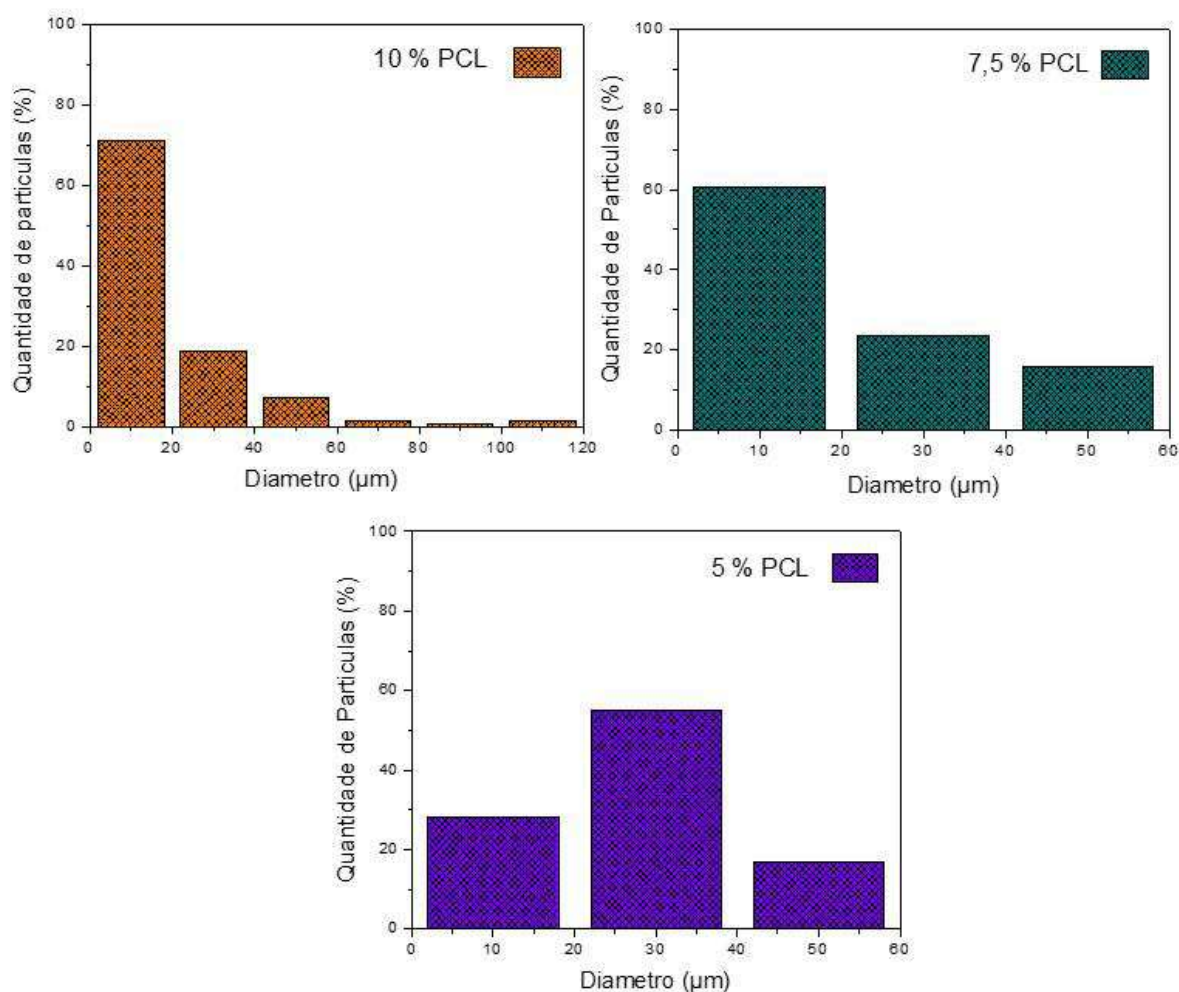 10 % PCL
Quantidade de particulas (%)
100
80
60
40
20
0
0 20 40 60 80 100 120
Diametro (µm)
7,5 % PCL
Quantidade de Particulas (%)
100
80
60
40
20
0
0 10 20 30 40 50 60
Diametro (µm)
5 % PCL
Quantidade de Particulas (%)
100
80
60
40
20
0
0 10 20 30 40 50 60
Diametro (µm)